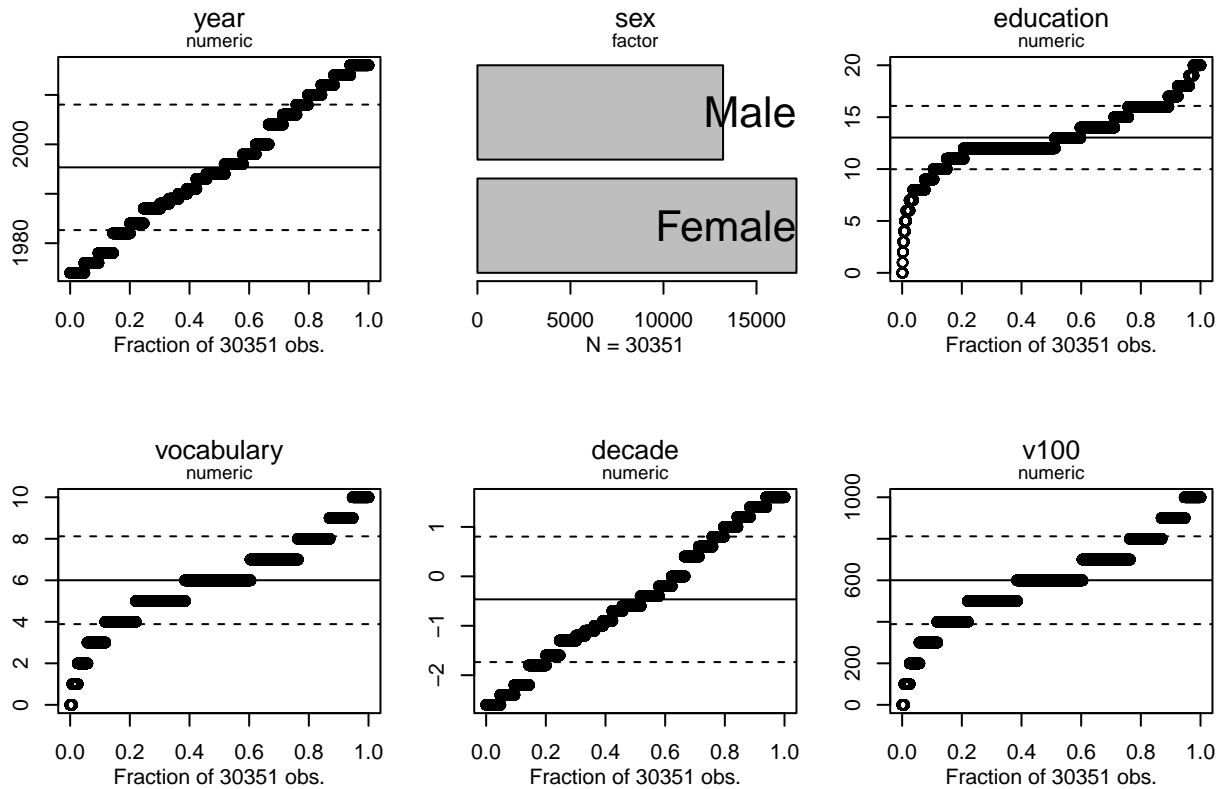 year
numeric
1980 2000
0.0 0.2 0.4 0.6 0.8 1.0
Fraction of 30351 obs.
sex
factor
Male
Female
0 5000 10000 15000
N = 30351
education
numeric
20
15
10
5
0
0.0 0.2 0.4 0.6 0.8 1.0
Fraction of 30351 obs.
vocabulary
numeric
0 2 4 6 8 10
0.0 0.2 0.4 0.6 0.8 1.0
Fraction of 30351 obs.
decade
numeric
−2 −1 0 1
0.0 0.2 0.4 0.6 0.8 1.0
Fraction of 30351 obs.
v100
numeric
0 200 600 1000
0.0 0.2 0.4 0.6 0.8 1.0
Fraction of 30351 obs.